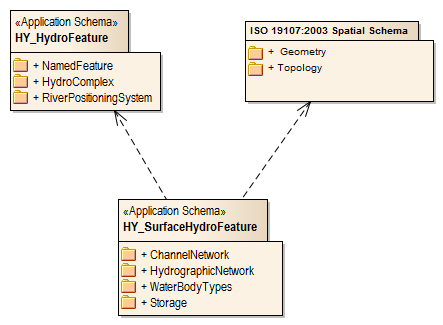 «Application Schema»
HY_HydroFeature
+ NamedFeature
+ HydroComplex
+ RiverPositioningSystem
ISO 19107:2003 Spatial Schema
+ Geometry
+ Topology
«Application Schema»
HY_SurfaceHydroFeature
+ ChannelNetwork
+ HydrographicNetwork
+ WaterBodyTypes
+ Storage